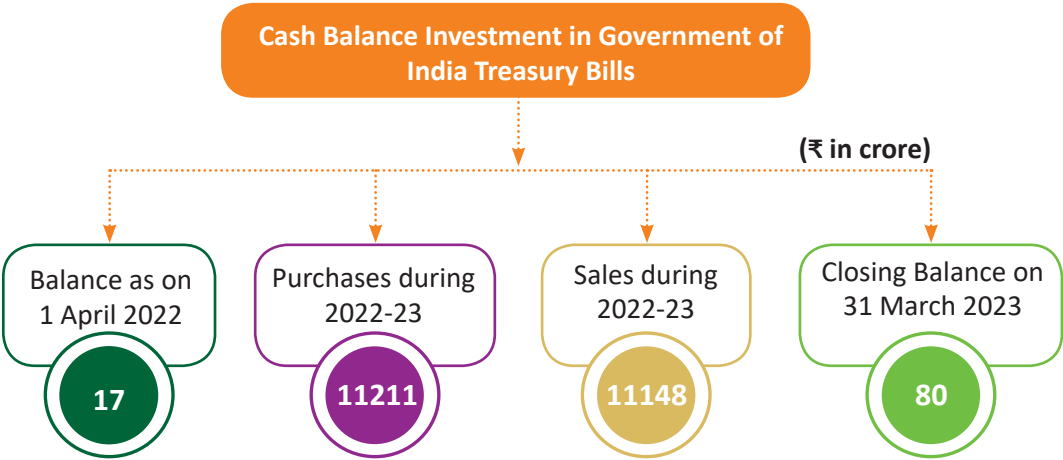 Cash Balance Investment in Government of
India Treasury Bills
(₹ in crore)
Balance as on
1 April 2022
17
Purchases during
2022-23
11211
Sales during
2022-23
11148
Closing Balance on
31 March 2023
80